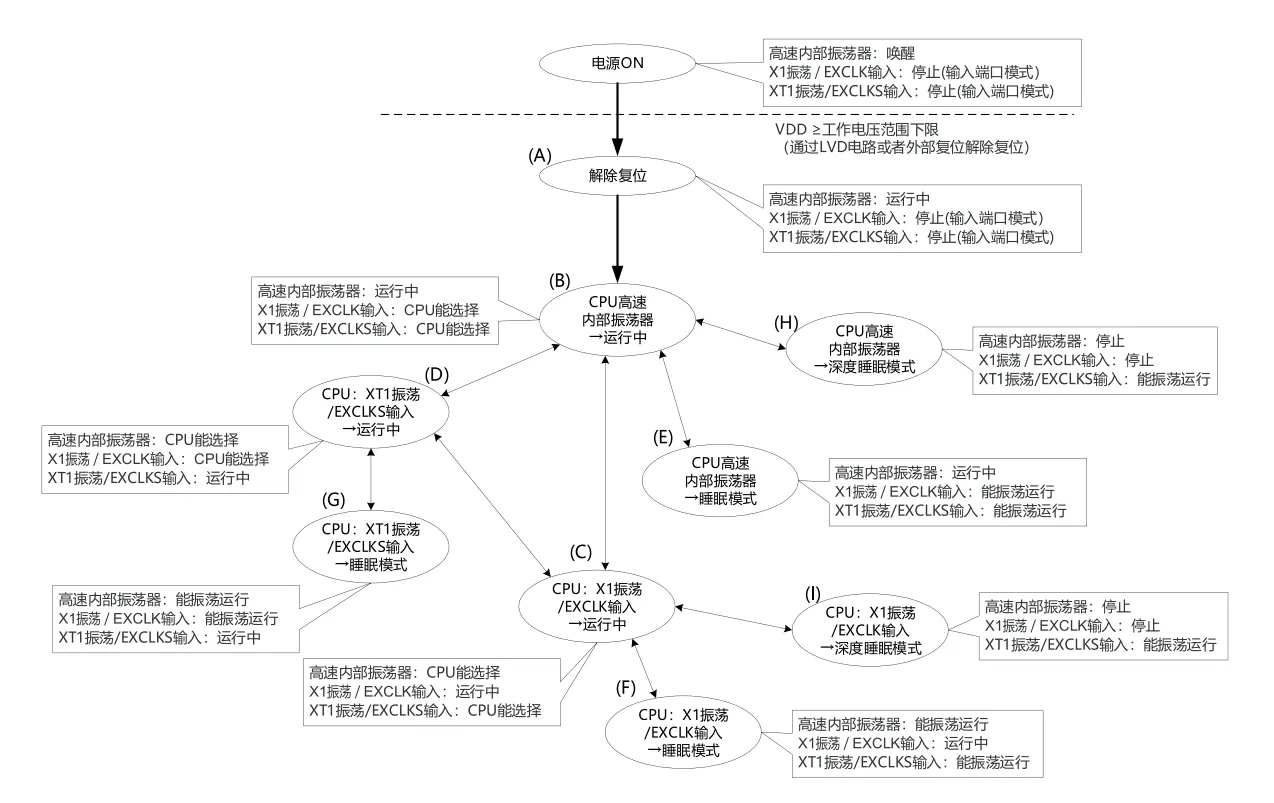 电源ON
高速内部振荡器：唤醒
X1振荡 / EXCLK输入：停止(输入端口模式)
XT1振荡/EXCLKS输入：停止(输入端口模式)
VDD ≥工作电压范围下限
（通过LVD电路或者外部复位解除复位）
(A)
解除复位
高速内部振荡器：运行中
X1振荡 / EXCLK输入：停止(输入端口模式)
XT1振荡/EXCLKS输入：停止(输入端口模式)
(B)
CPU高速
内部振荡器
→运行中
高速内部振荡器：运行中
X1振荡 / EXCLK输入：CPU能选择
XT1振荡/EXCLKS输入：CPU能选择
(H)
CPU高速
内部振荡器
→深度睡眠模式
高速内部振荡器：停止
X1振荡 / EXCLK输入：停止
XT1振荡/EXCLKS输入：能振荡运行
(D)
CPU：XT1振荡
/EXCLKS输入
→运行中
高速内部振荡器：CPU能选择
X1振荡 / EXCLK输入：CPU能选择
XT1振荡/EXCLKS输入：运行中
(E)
CPU高速
内部振荡器
→睡眠模式
高速内部振荡器：运行中
X1振荡 / EXCLK输入：能振荡运行
XT1振荡/EXCLKS输入：能振荡运行
(G)
CPU：XT1振荡
/EXCLKS输入
→睡眠模式
高速内部振荡器：能振荡运行
X1振荡 / EXCLK输入：能振荡运行
XT1振荡/EXCLKS输入：运行中
(C)
CPU：X1振荡
/EXCLK输入
→运行中
高速内部振荡器：CPU能选择
X1振荡 / EXCLK输入：运行中
XT1振荡/EXCLKS输入：CPU能选择
(I)
CPU：X1振荡
/EXCLK输入
→深度睡眠模式
高速内部振荡器：停止
X1振荡 / EXCLK输入：停止
XT1振荡/EXCLKS输入：能振荡运行
(F)
CPU：X1振荡
/EXCLK输入
→睡眠模式
高速内部振荡器：能振荡运行
X1振荡 / EXCLK输入：运行中
XT1振荡/EXCLKS输入：能振荡运行